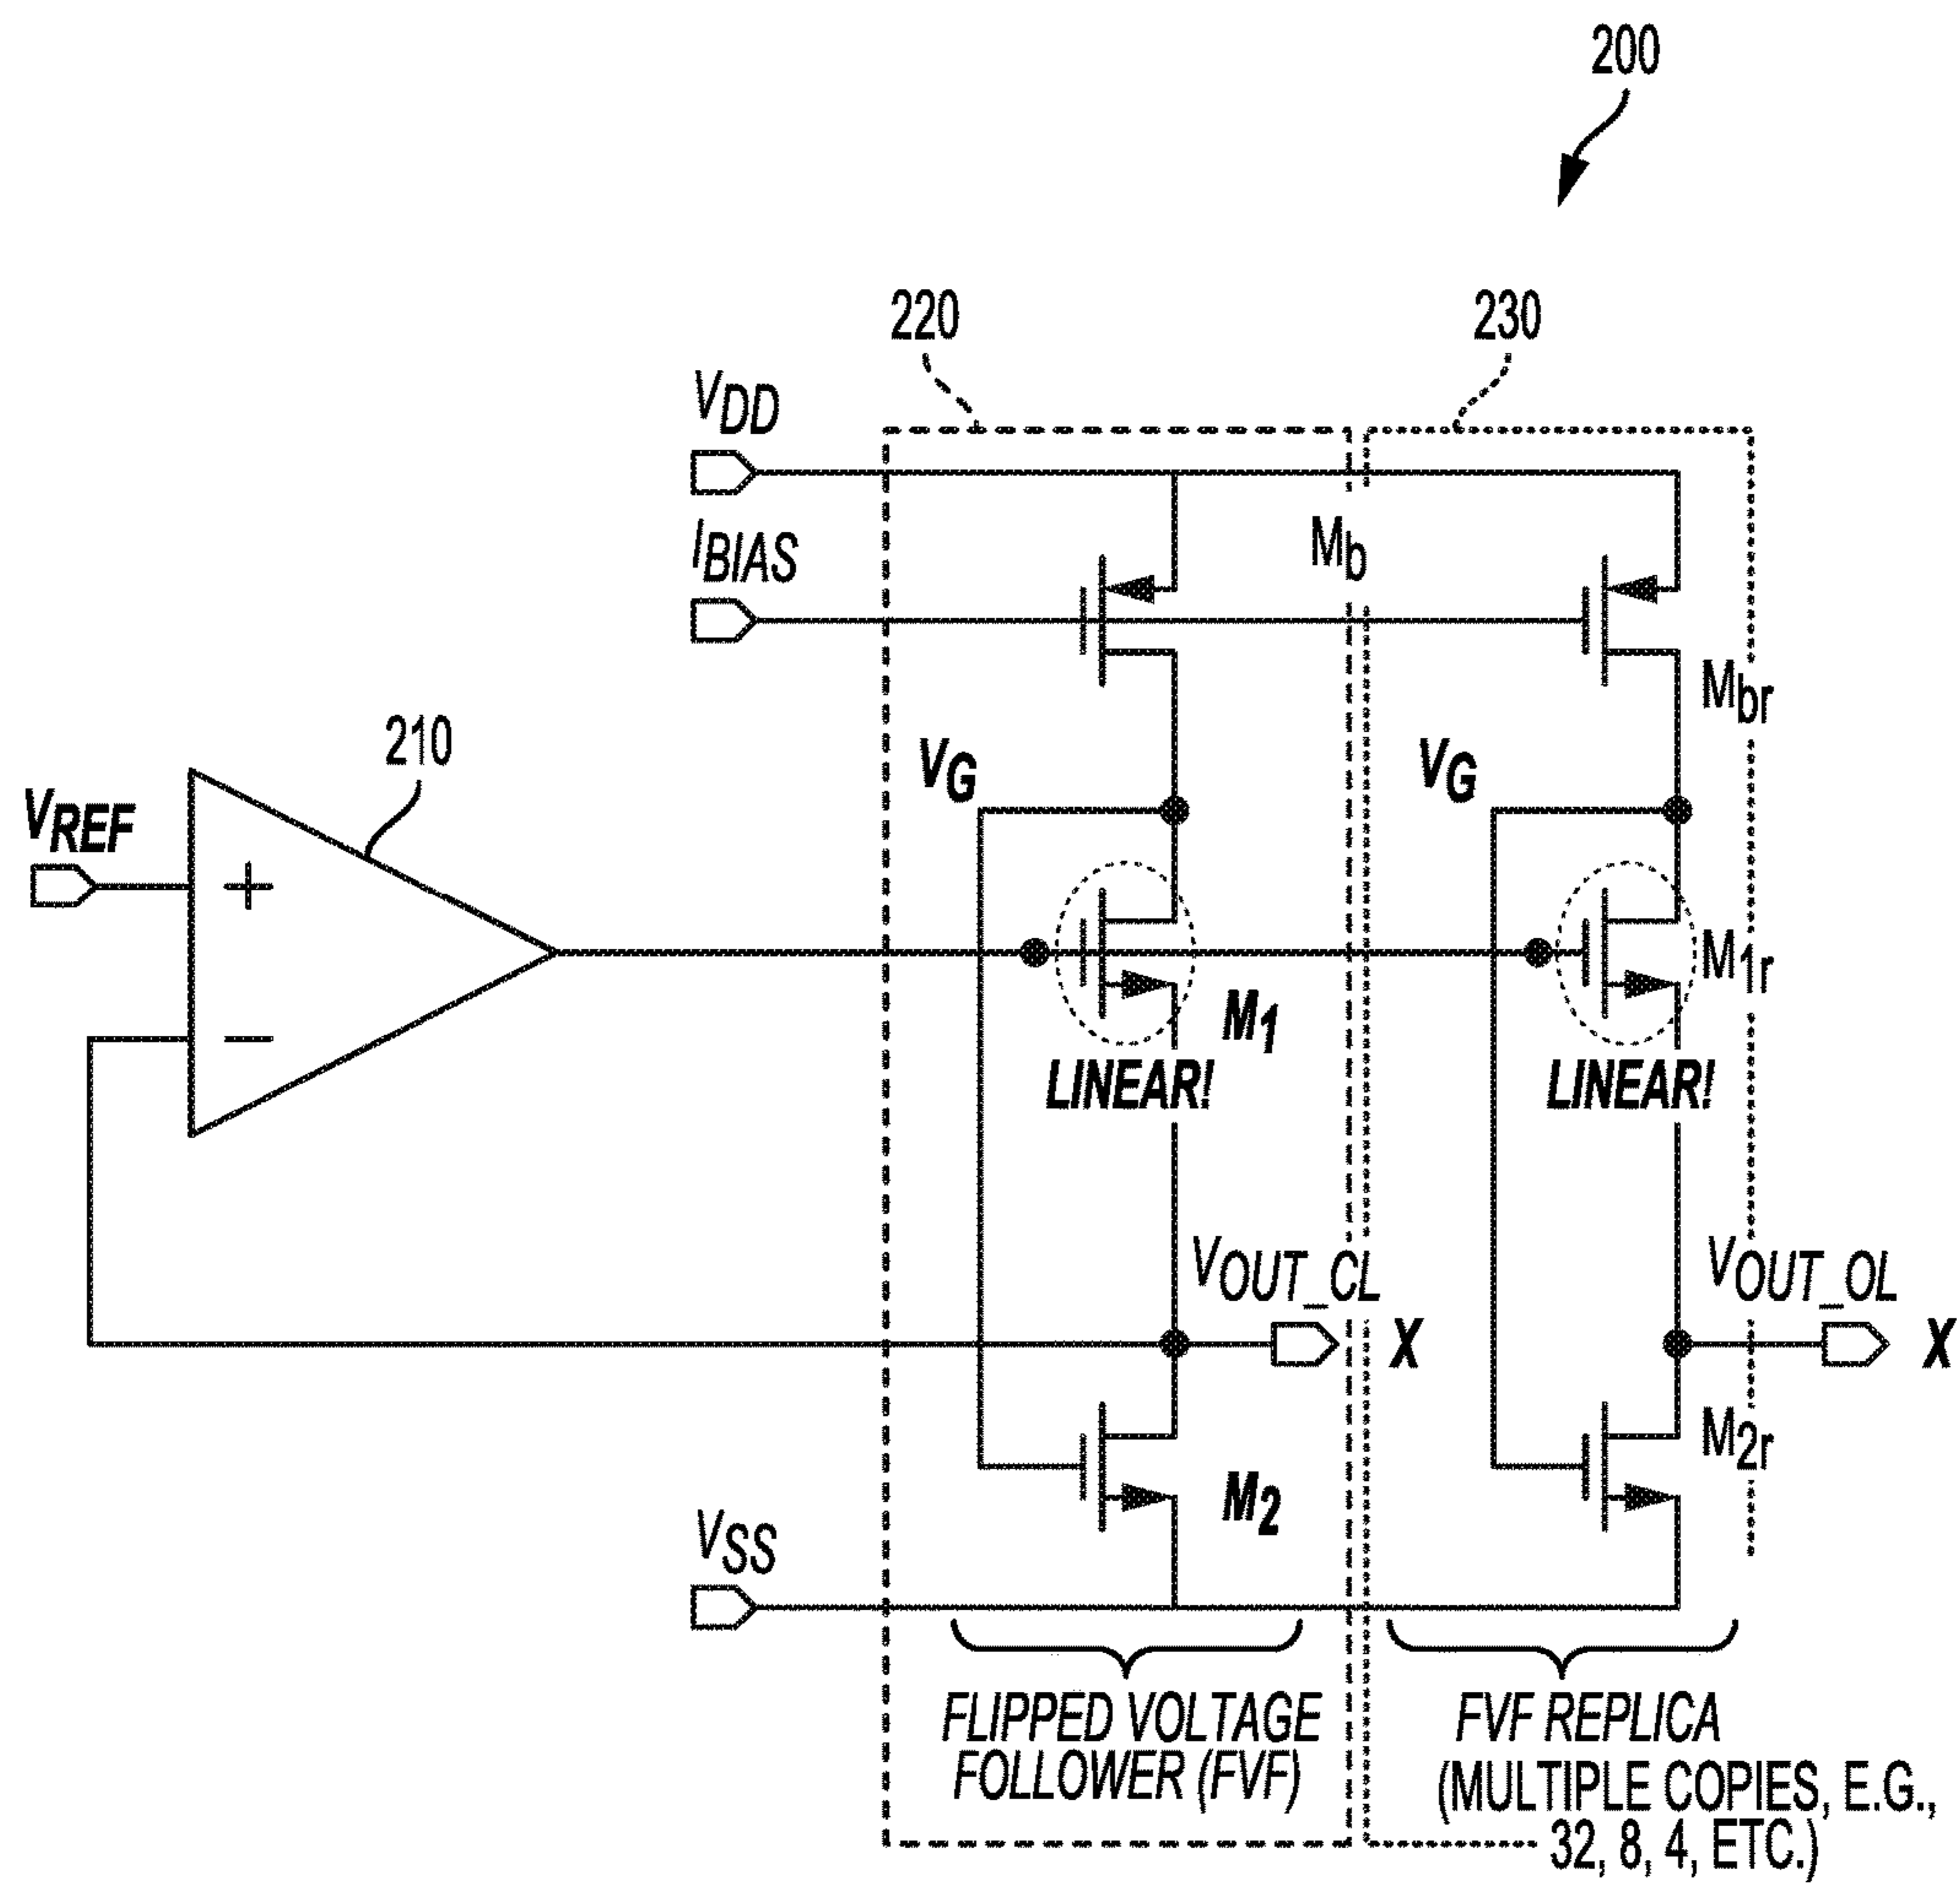 200
220
230
VDD
IBIAS
Mb
Mbr
210
VG
VG
VREF
+
M1r
M1
LINEAR!
LINEAR!
−
VOUT_CL
X
VOUT_OL
X
M2r
M2
VSS
FLIPPED VOLTAGE
FOLLOWER (FVF)
FVF REPLICA
(MULTIPLE COPIES, E.G.,
32, 8, 4, ETC.)